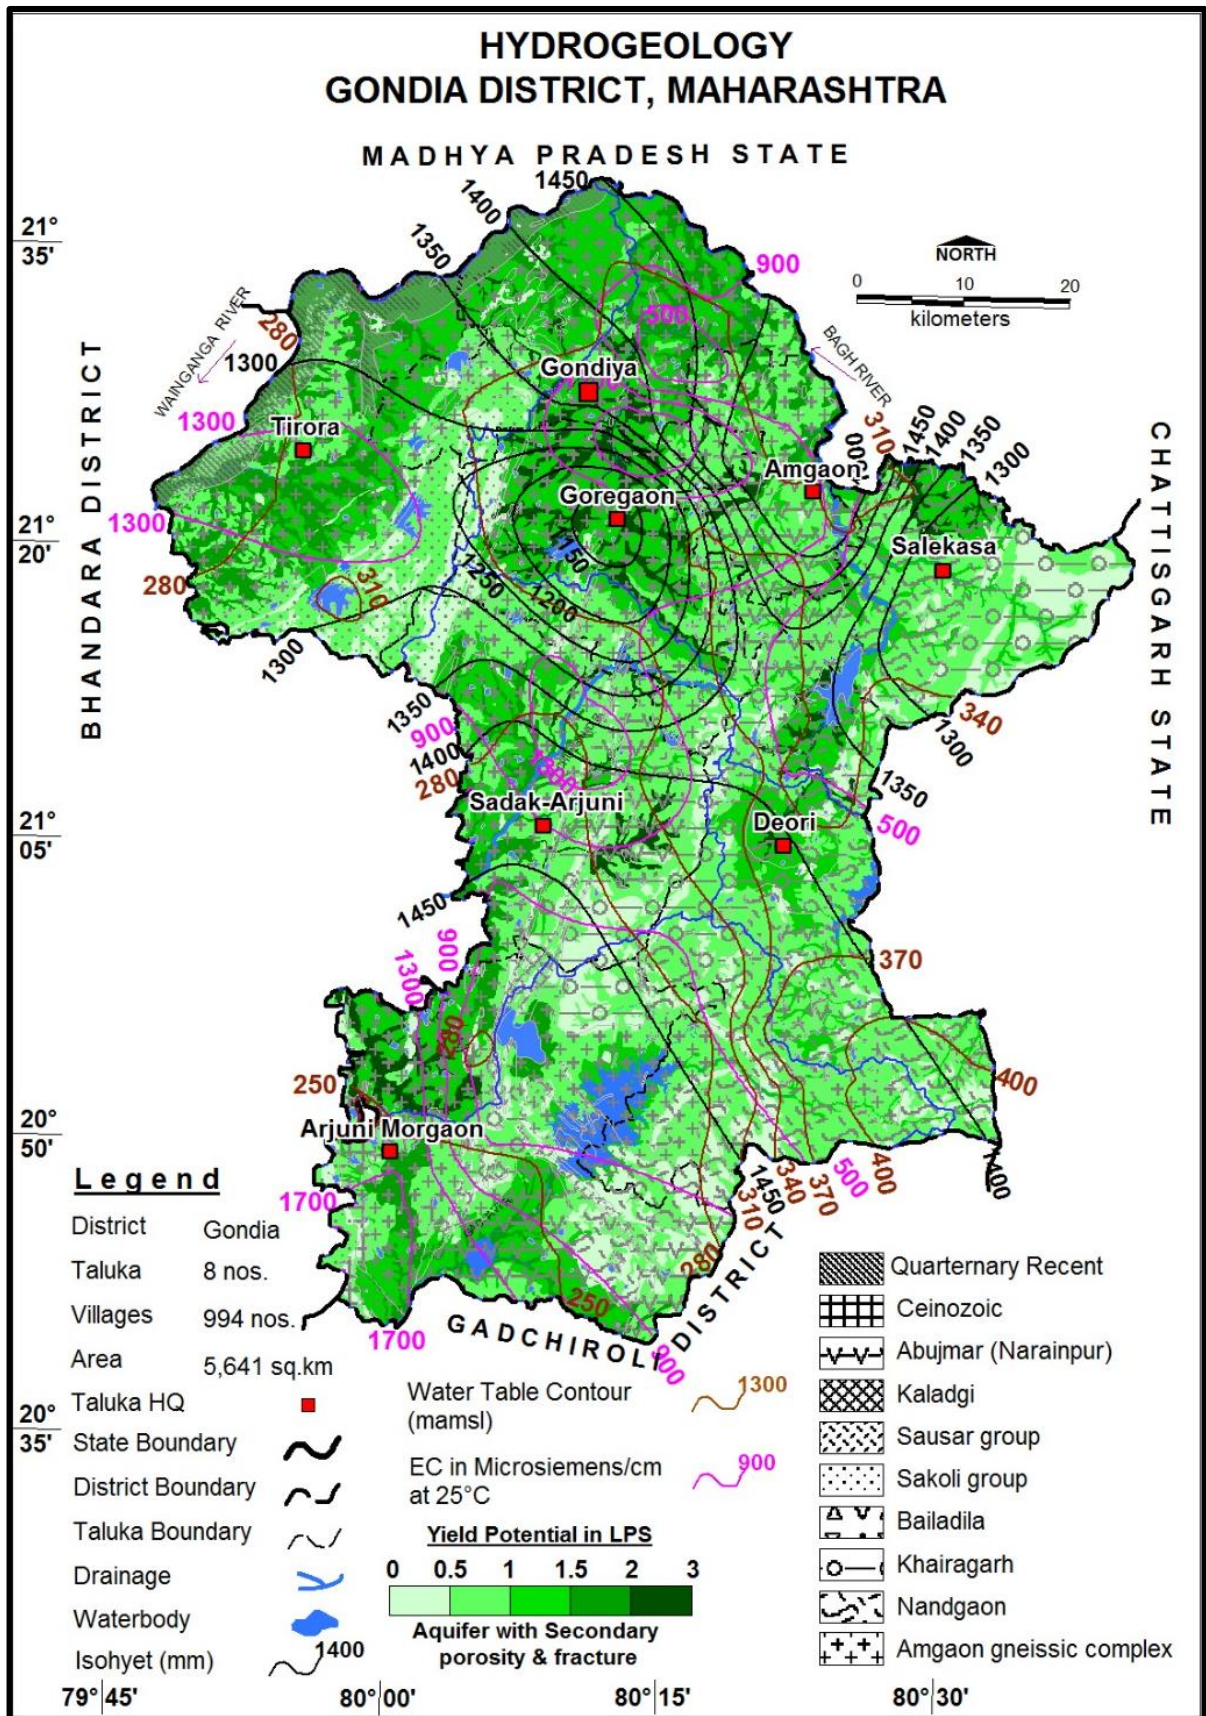 HYDROGEOLOGY
GONDIA DISTRICT, MAHARASHTRA
MADHYA PRADESH STATE
1450
1400
1350
21°
35'
900
NORTH
0 10 20
kilometers
WAINGANGA RIVER
280
1300
500
BAGH RIVER
BHANDARA DISTRICT
CHATTISGARH STATE
Gondiya
1300
Tirora
310
1450
1400
1350
1300
Amgaon
Goregaon
1300
21°
20'
Salekasa
150
1250
1200
280
310
1300
1350
900
1400
280
340
1300
1350
500
Sadak-Arjuni
Deori
21°
05'
1450
900
1300
370
280
250
400
20°
50'
Arjuni Morgaon
1700
1450
310
340
370
500
400
1400
280
250
1700
900
GADCHIROLI DISTRICT
Legend
District Gondia
Taluka 8 nos.
Villages 994 nos.
Area 5,641 sq.km
Taluka HQ
State Boundary
District Boundary
Taluka Boundary
Drainage
Waterbody
Isohyet (mm) 1400
20°
35'
Water Table Contour
(mamsl)
1300
EC in Microsiemens/cm
at 25°C
900
Yield Potential in LPS
0 0.5 1 1.5 2 3
Aquifer with Secondary
porosity & fracture
Quarternary Recent
Ceinozoic
Abujmar (Narainpur)
Kaladgi
Sausar group
Sakoli group
Bailadila
Khairagarh
Nandgaon
Amgaon gneissic complex
79°45' 80°00' 80°15' 80°30'